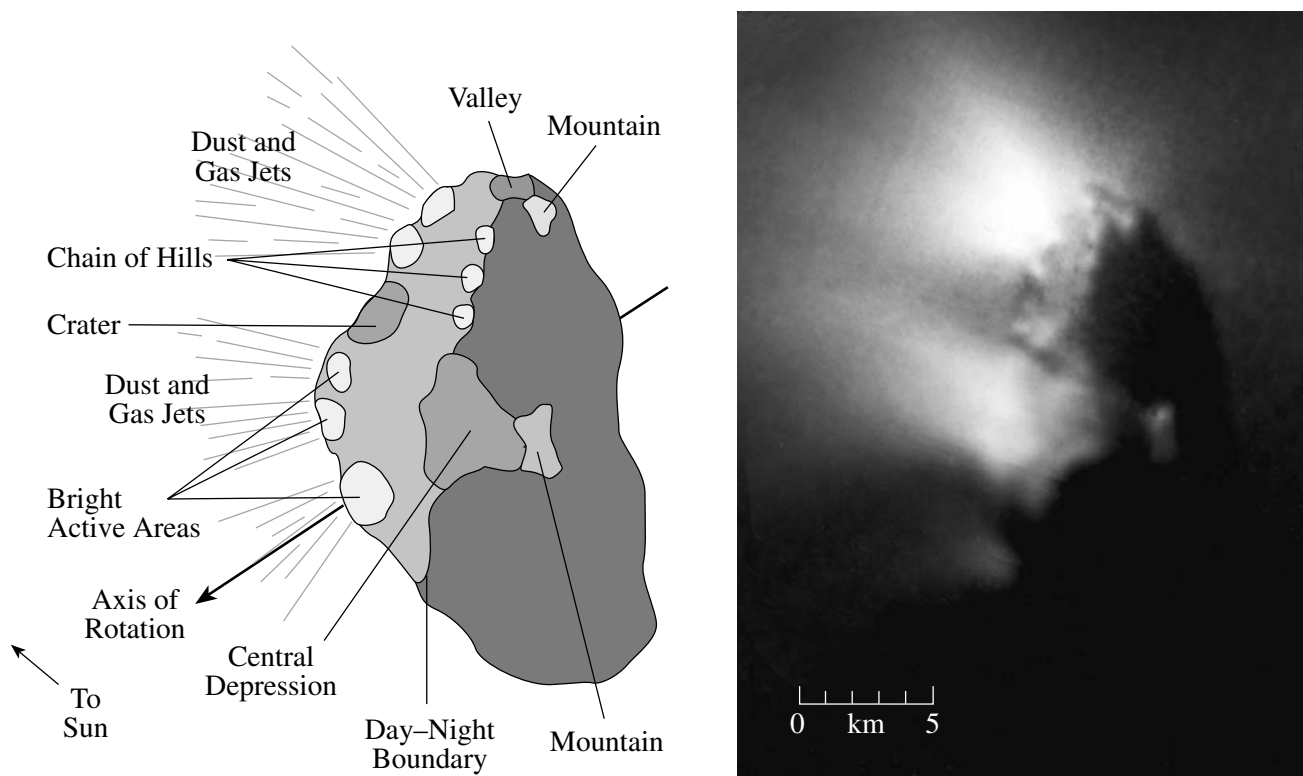 Valley
Mountain
Dust and
Gas Jets
Chain of Hills
Crater
Dust and
Gas Jets
Bright
Active Areas
Axis of
Rotation
Central
Depression
To
Sun
Day–Night
Boundary
Mountain
0 km 5